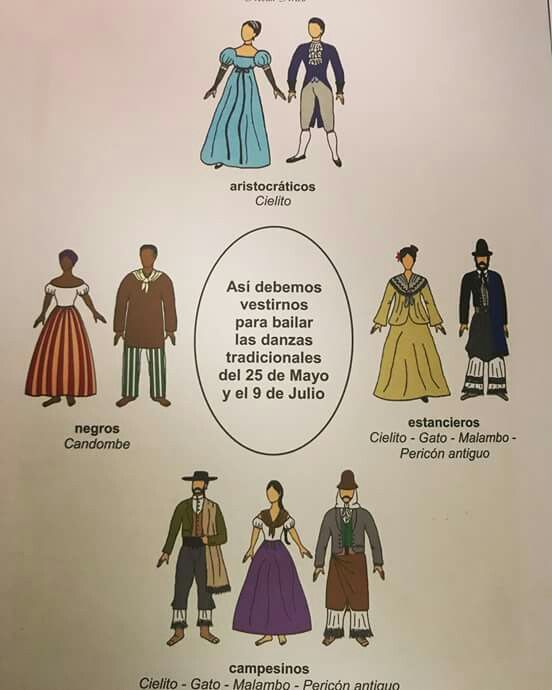 aristocráticos
Cielito
Así debemos
vestirnos
para bailar
las danzas
tradicionales
del 25 de Mayo
y el 9 de Julio
negros
Candombe
estancieros
Cielito - Gato - Malambo -
Pericón antiguo
campesinos
Cielito - Gato - Malambo - Pericón antiguo